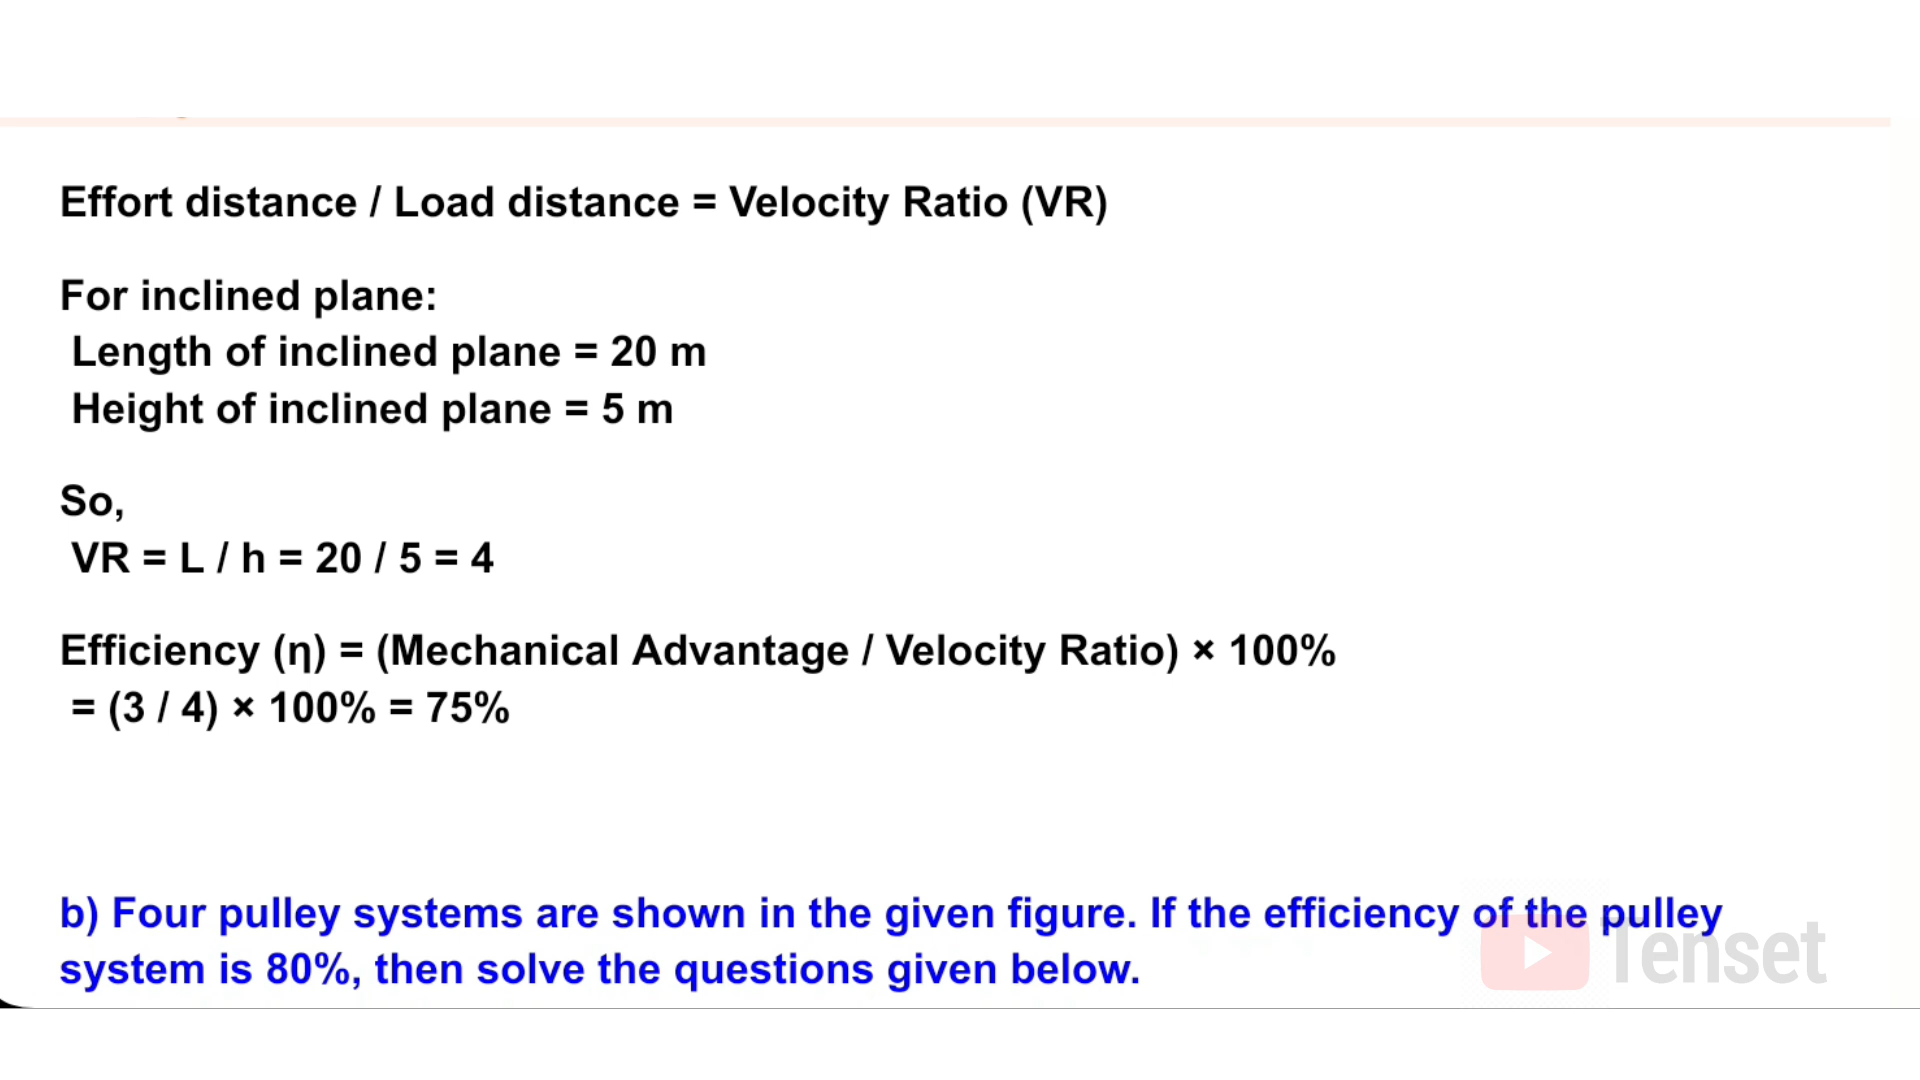 Effort distance / Load distance = Velocity Ratio (VR)
For inclined plane:
Length of inclined plane = 20 m
Height of inclined plane = 5 m
So,
VR = L / h = 20 / 5 = 4
Efficiency (η) = (Mechanical Advantage / Velocity Ratio) × 100%
= (3 / 4) × 100% = 75%
b) Four pulley systems are shown in the given figure. If the efficiency of the pulley
system is 80%, then solve the questions given below.
Tenset